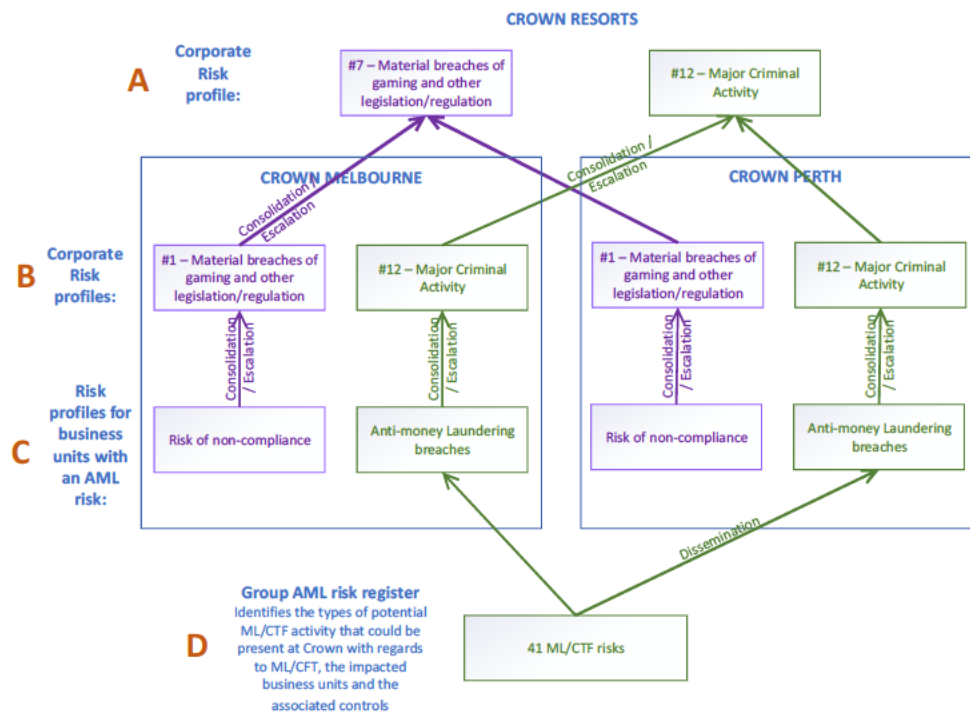 CROWN RESORTS
A
Corporate
Risk
profile:
#7 – Material breaches of
gaming and other
legislation/regulation
#12 – Major Criminal
Activity
CROWN MELBOURNE
CROWN PERTH
Consolidation /
Escalation
Consolidation /
Escalation
B
Corporate
Risk
profiles:
#1 – Material breaches of
gaming and other
legislation/regulation
#12 – Major Criminal
Activity
#1 – Material breaches of
gaming and other
legislation/regulation
#12 – Major Criminal
Activity
Consolidation
/ Escalation
Consolidation
/ Escalation
Consolidation
/ Escalation
Consolidation
/ Escalation
C
Risk
profiles for
business
units with
an AML
risk:
Risk of non-compliance
Anti-money Laundering
breaches
Risk of non-compliance
Anti-money Laundering
breaches
Dissemination
D
Group AML risk register
Identifies the types of potential
ML/CTF activity that could be
present at Crown with regards
to ML/CFT, the impacted
business units and the
associated controls
41 ML/CTF risks